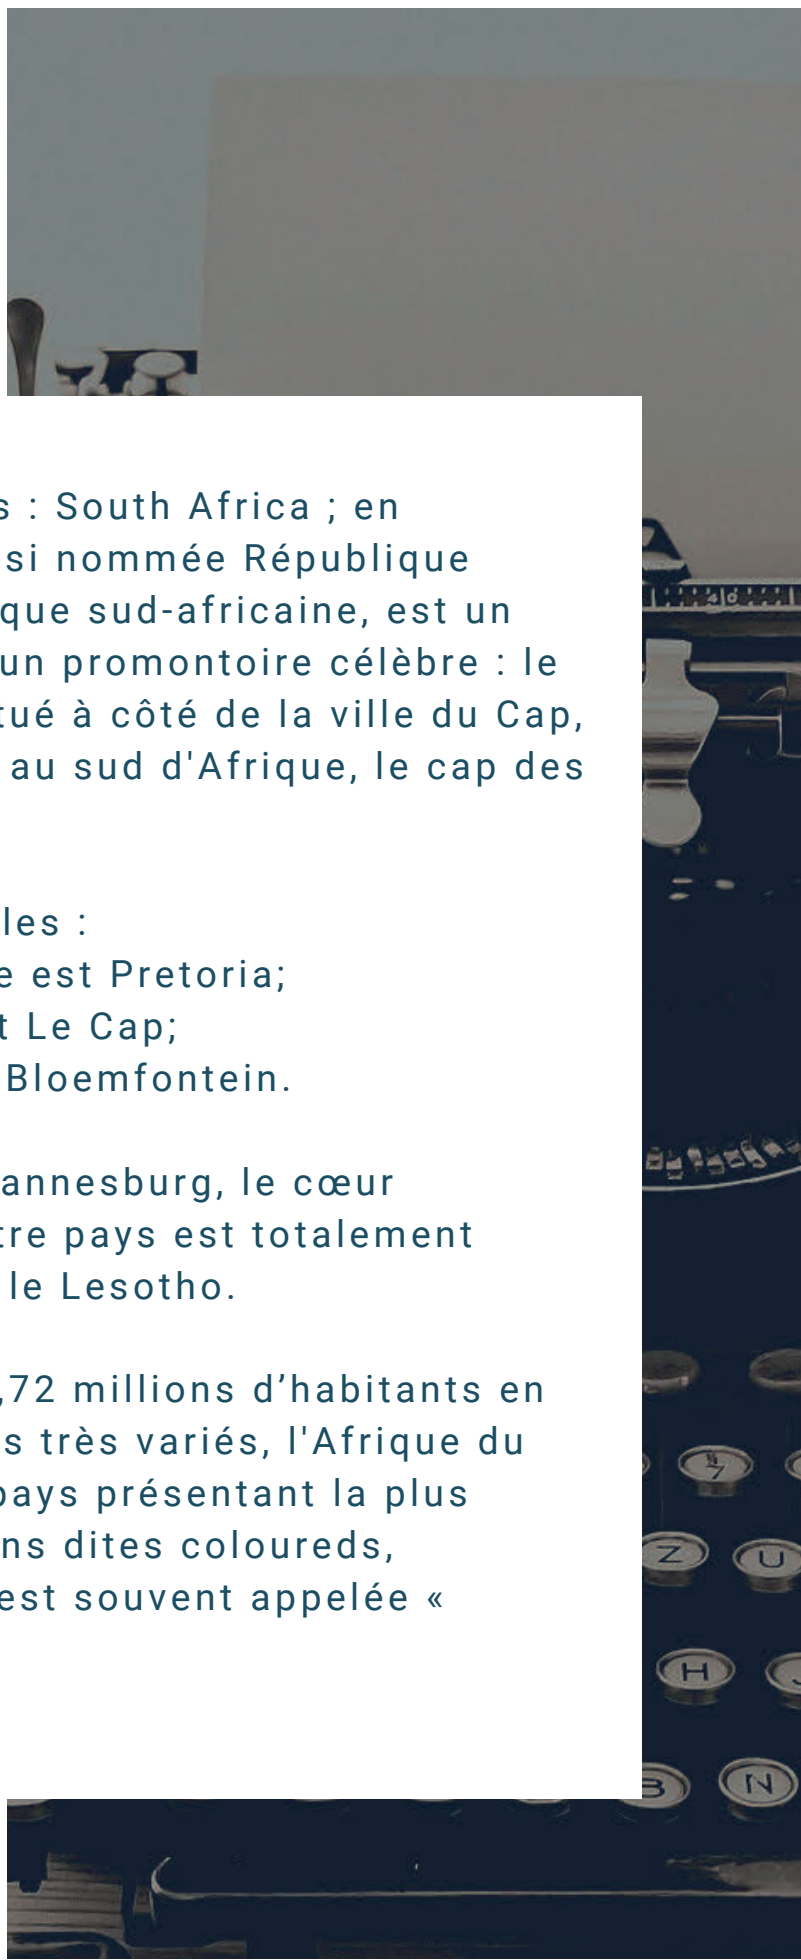 s : South Africa ; en
si nommée République
que sud-africaine, est un
un promontoire célèbre : le
tué à côté de la ville du Cap,
au sud d'Afrique, le cap des
les :
e est Pretoria;
t Le Cap;
Bloemfontein.
annesburg, le cœur
tre pays est totalement
le Lesotho.
,72 millions d’habitants en
s très variés, l'Afrique du
pays présentant la plus
ns dites coloureds,
est souvent appelée «
40
7
Z U
H J
B N